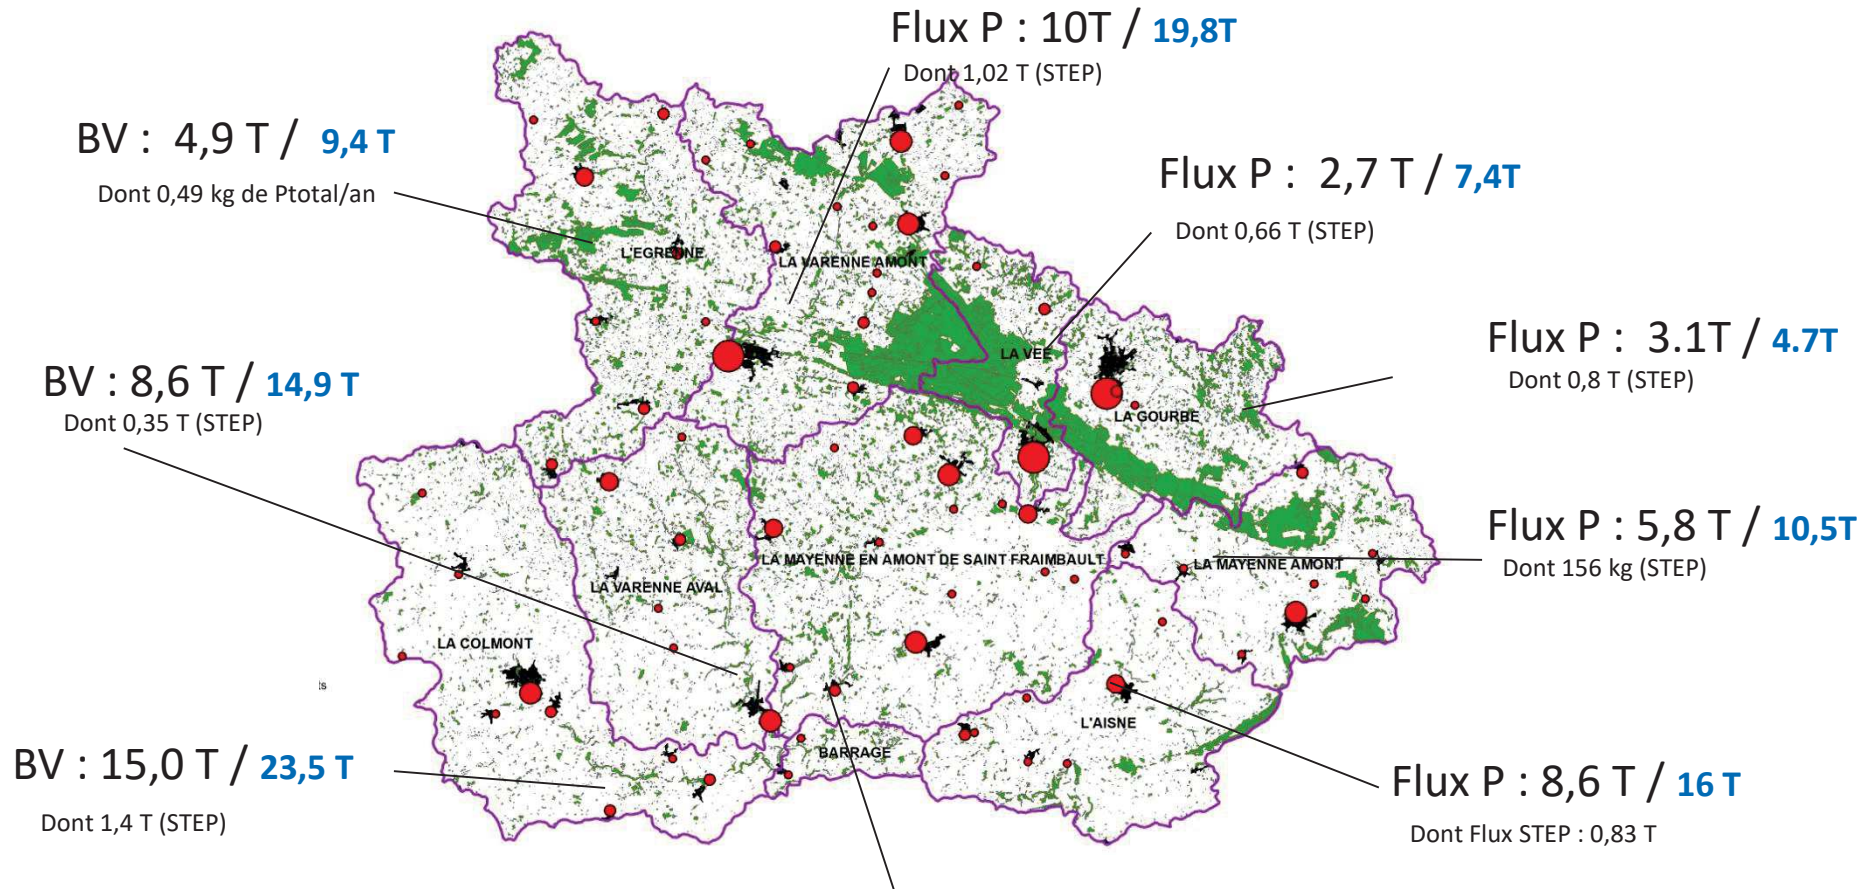 Flux P : 10T / 19,8T
Dont 1,02 T (STEP)
BV : 4,9 T / 9,4 T
Dont 0,49 kg de Ptotal/an
Flux P : 2,7 T / 7,4T
Dont 0,66 T (STEP)
L'EGRENNE
LA VARENNE AMONT
Flux P : 3.1T / 4.7T
Dont 0,8 T (STEP)
LA VEE
BV : 8,6 T / 14,9 T
Dont 0,35 T (STEP)
LA GOURBE
Flux P : 5,8 T / 10,5T
Dont 156 kg (STEP)
LA MAYENNE EN AMONT DE SAINT FRAIMBAULT
LA MAYENNE AMONT
LA VARENNE AVAL
LA COLMONT
ts
L'AISNE
BARRAGE
BV : 15,0 T / 23,5 T
Dont 1,4 T (STEP)
Flux P : 8,6 T / 16 T
Dont Flux STEP : 0,83 T